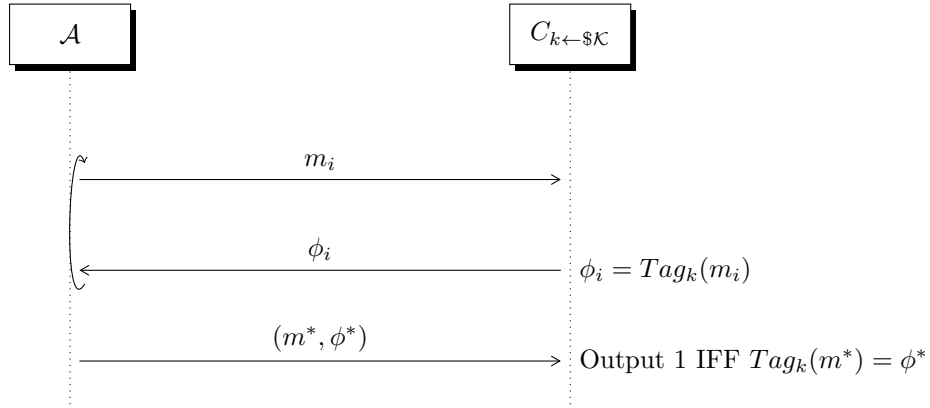 𝒜
C_{k←$𝒦}
m_i
ϕ_i
ϕ_i = Tag_k(m_i)
(m*, ϕ*)
Output 1 IFF Tag_k(m*) = ϕ*